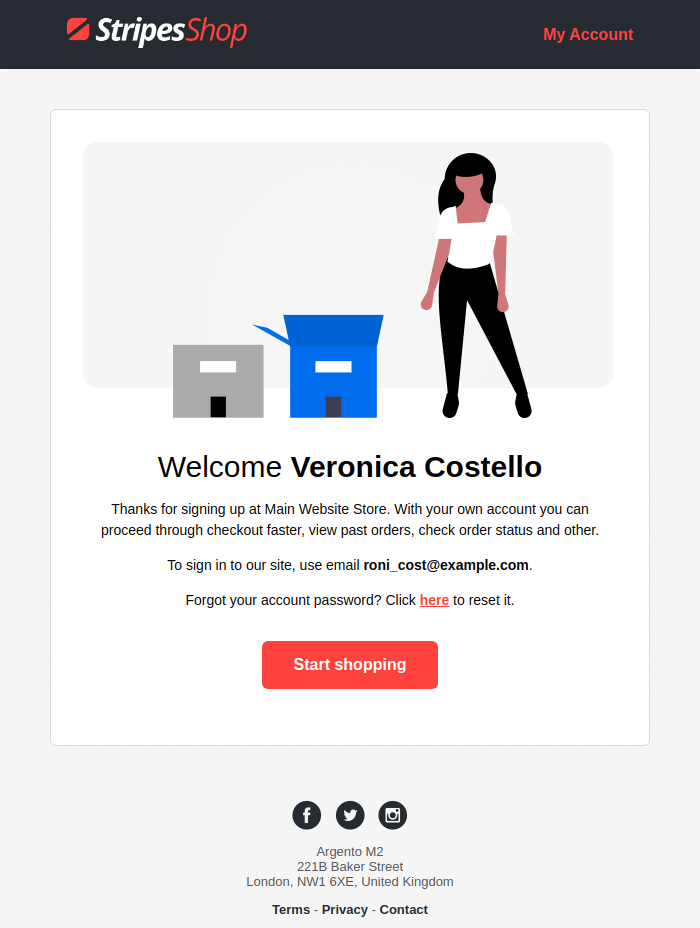 StripesShop
My Account
Welcome Veronica Costello
Thanks for signing up at Main Website Store. With your own account you can
proceed through checkout faster, view past orders, check order status and other.
To sign in to our site, use email roni_cost@example.com.
Forgot your account password? Click here to reset it.
Start shopping
Argento M2
221B Baker Street
London, NW1 6XE, United Kingdom
Terms - Privacy - Contact